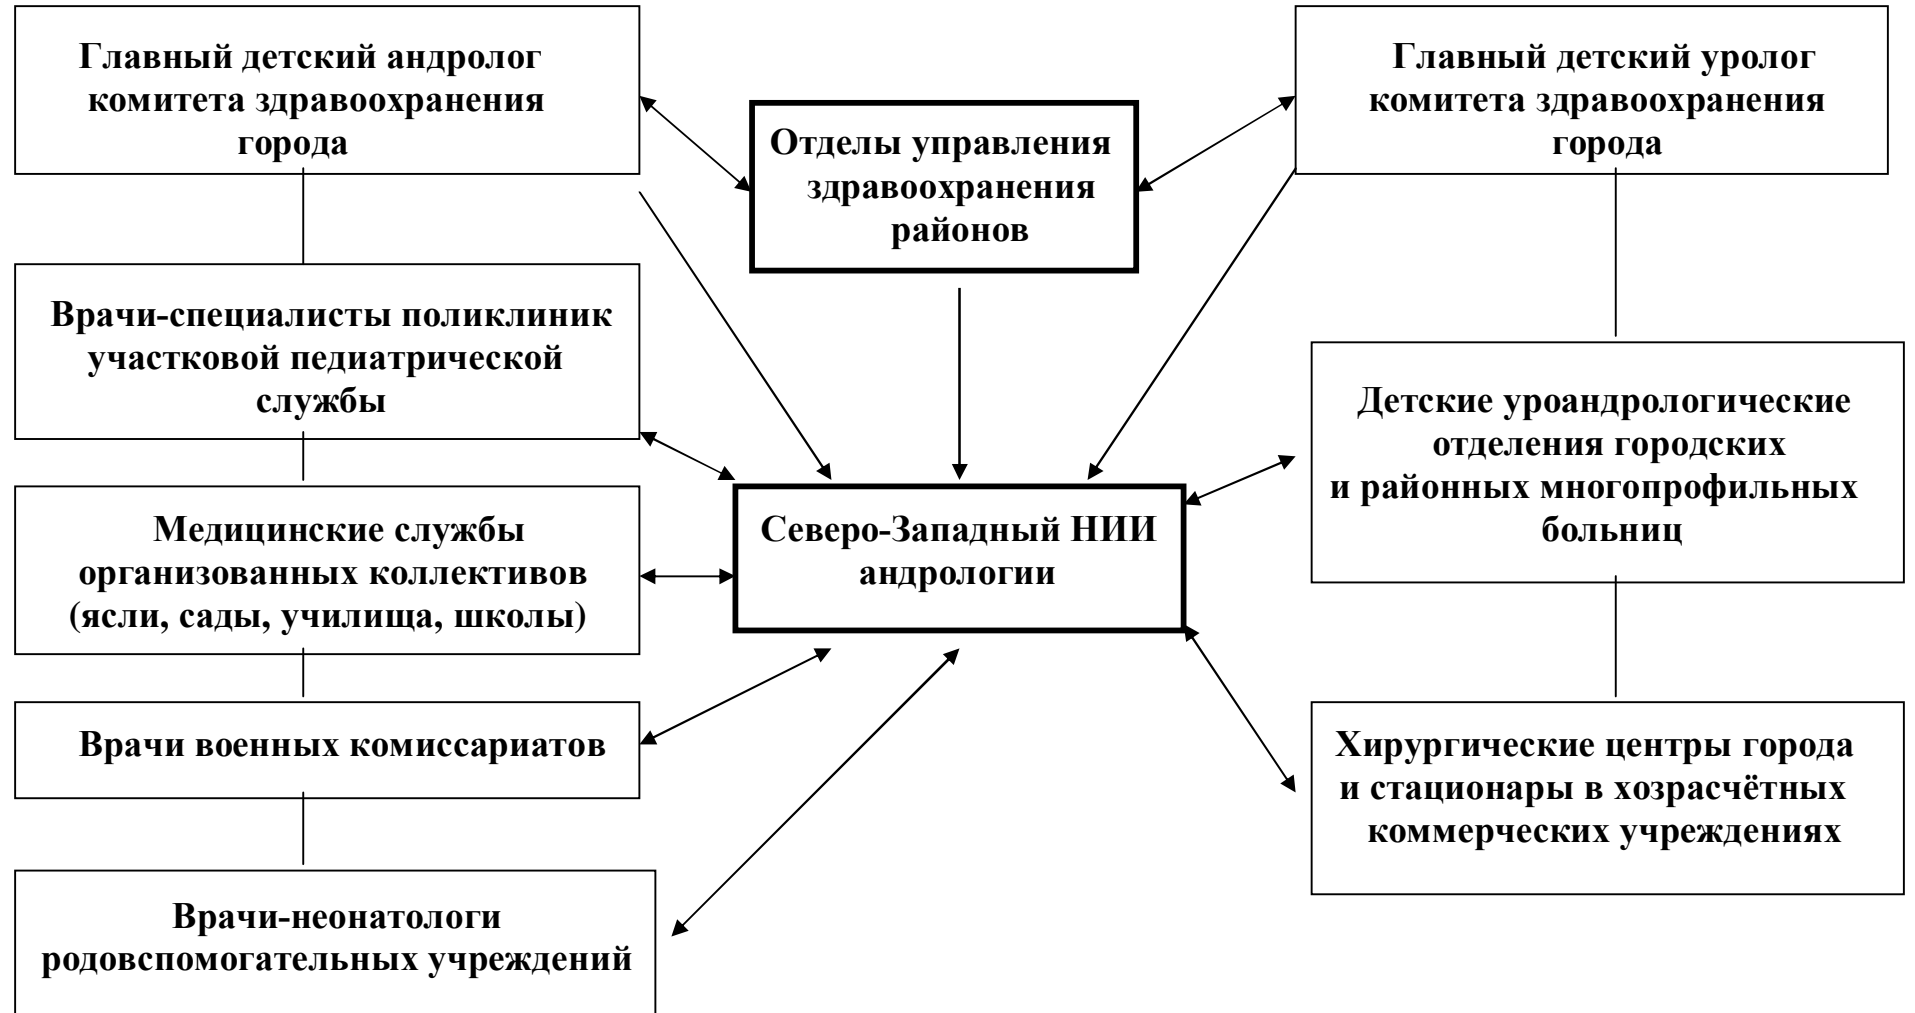 Главный детский андролог
комитета здравоохранения
города
Отделы управления
здравоохранения
районов
Главный детский уролог
комитета здравоохранения
города
Врачи-специалисты поликлиник
участковой педиатрической
службы
Медицинские службы
организованных коллективов
(ясли, сады, училища, школы)
Врачи военных комиссариатов
Врачи-неонатологи
родовспомогательных учреждений
Северо-Западный НИИ
андрологии
Детские уроандрологические
отделения городских
и районных многопрофильных
больниц
Хирургические центры города
и стационары в хозрасчётных
коммерческих учреждениях